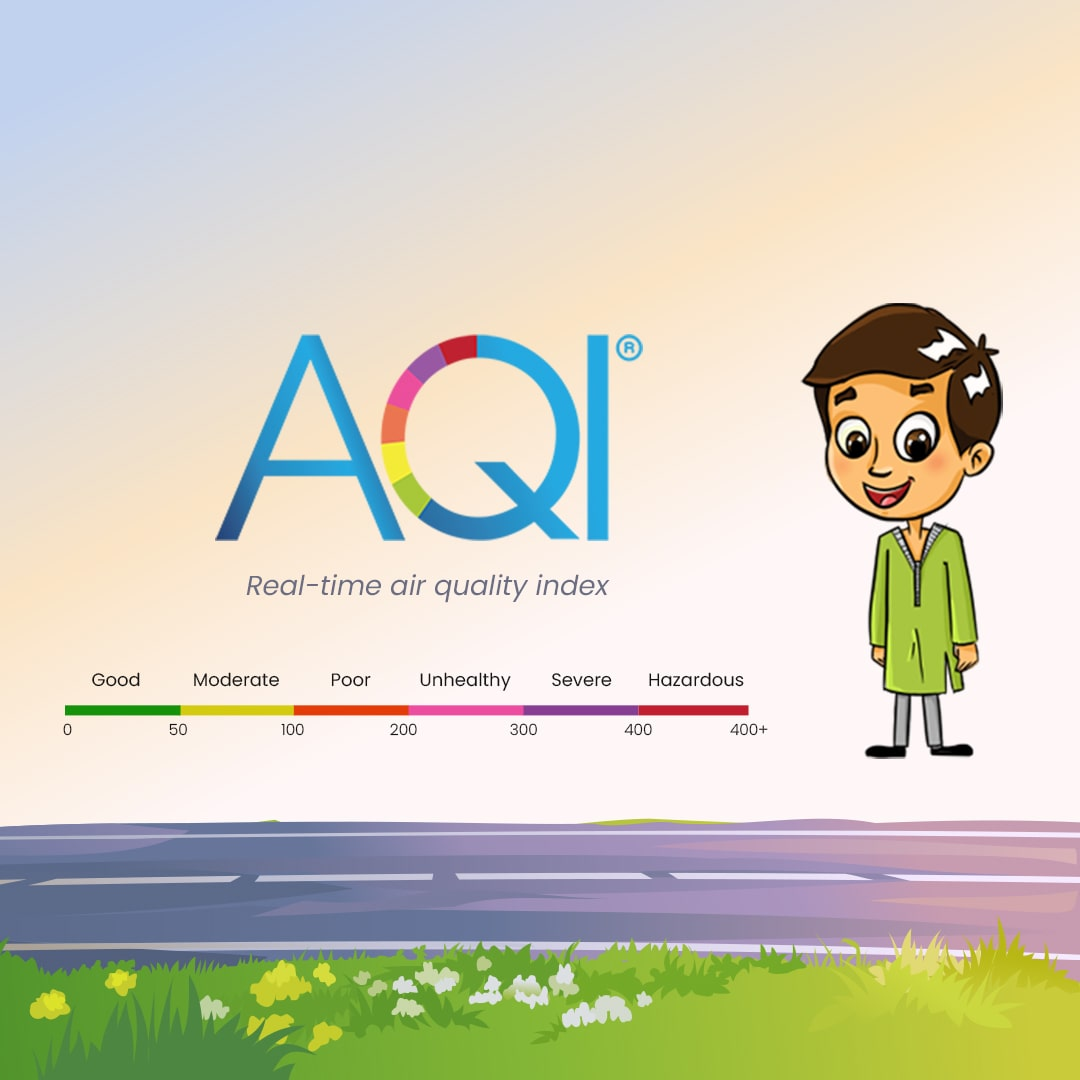 AQI®
Real-time air quality index
Good Moderate Poor Unhealthy Severe Hazardous
0 50 100 200 300 400 400+